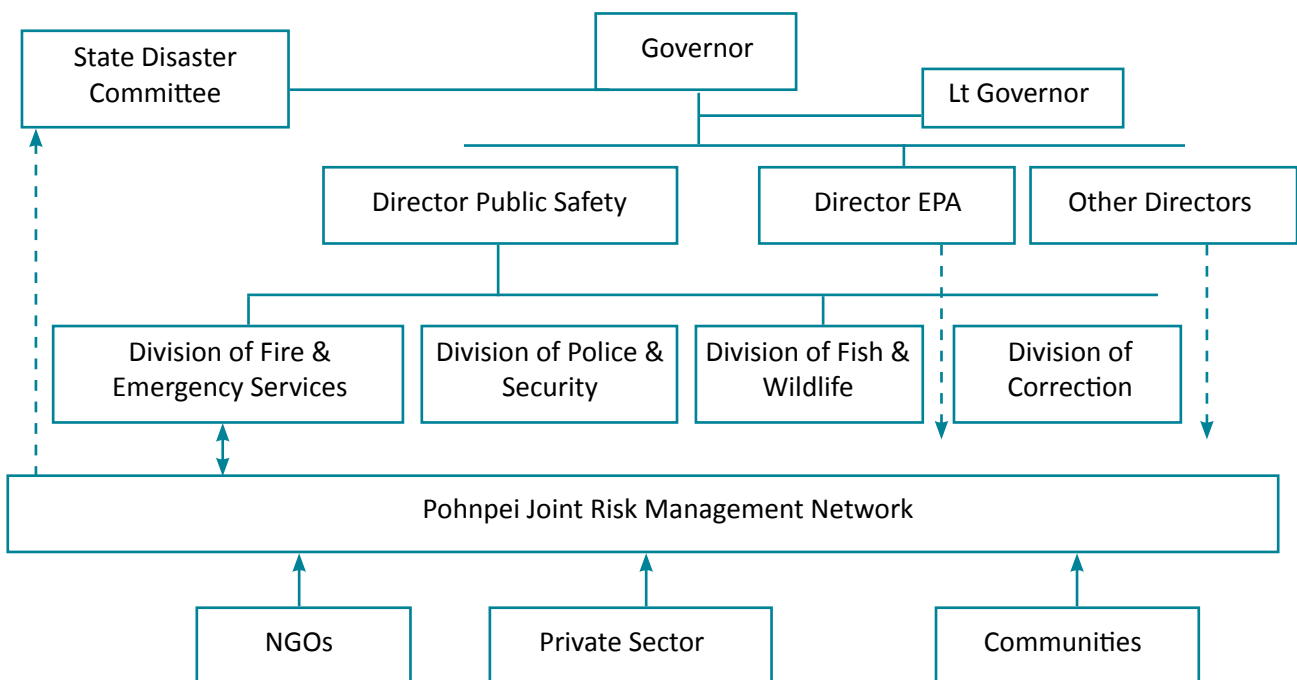 State Disaster
Committee
Governor
Lt Governor
Director Public Safety
Director EPA
Other Directors
Division of Fire &
Emergency Services
Division of Police &
Security
Division of Fish &
Wildlife
Division of
Correction
Pohnpei Joint Risk Management Network
NGOs
Private Sector
Communities